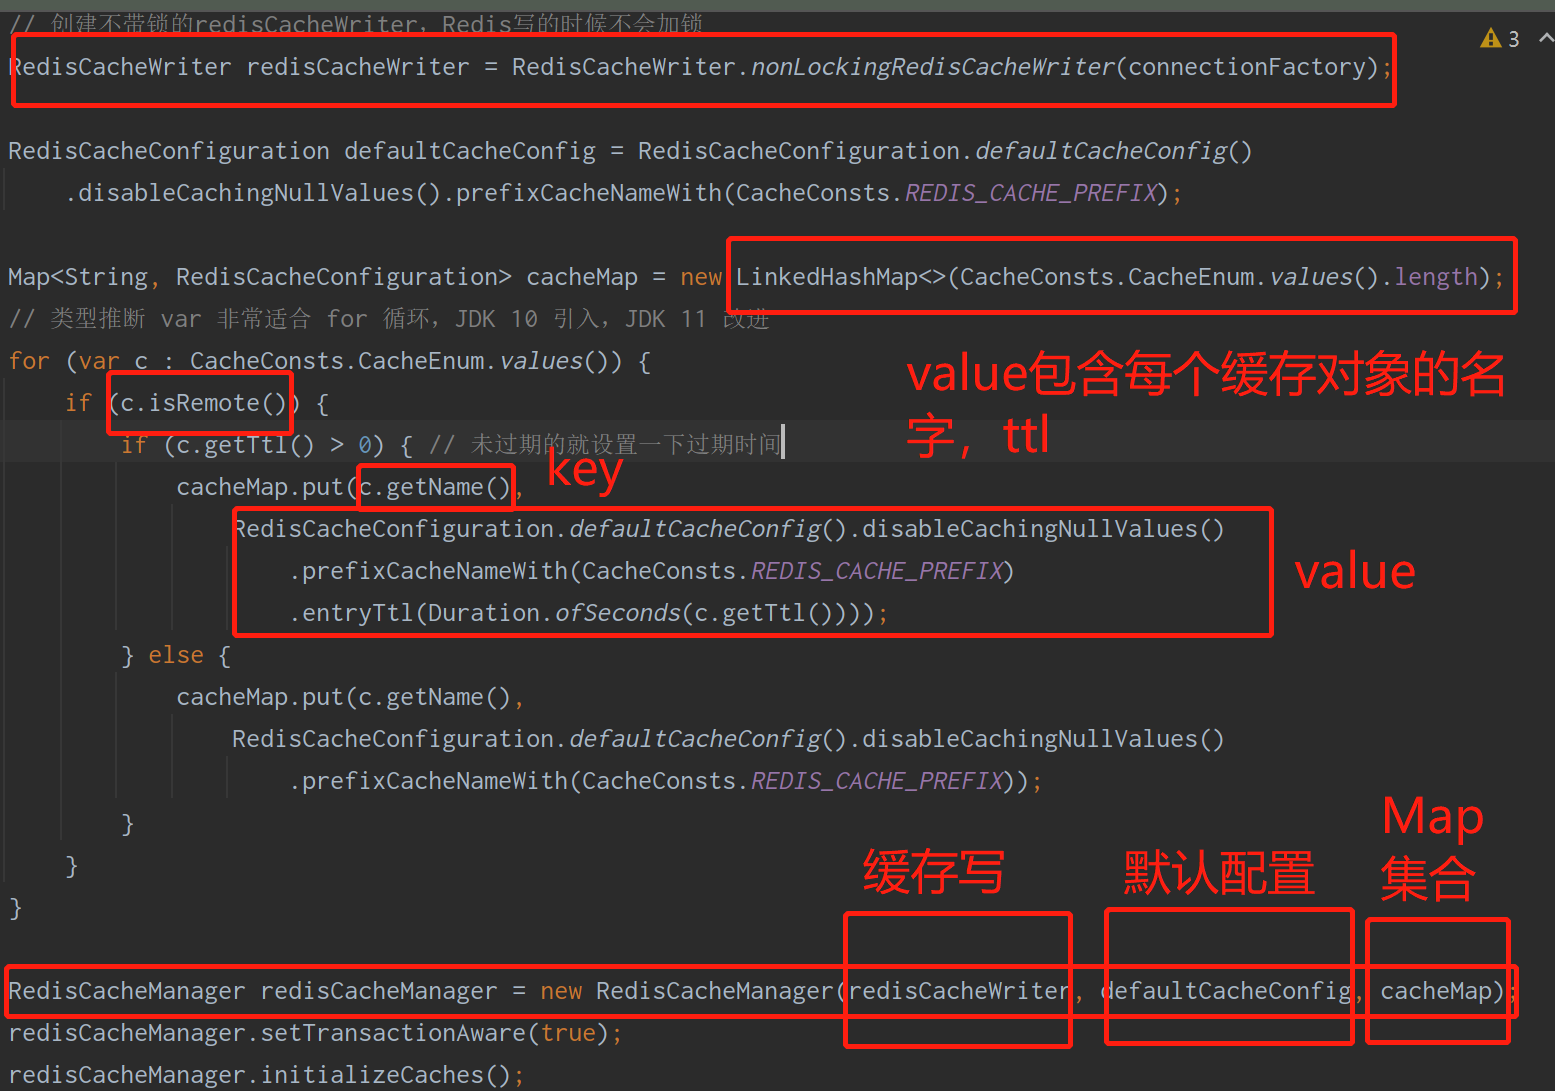 // 创建不带锁的redisCacheWriter，Redis写的时候不会加锁
3
RedisCacheWriter redisCacheWriter = RedisCacheWriter.nonLockingRedisCacheWriter(connectionFactory);
RedisCacheConfiguration defaultCacheConfig = RedisCacheConfiguration.defaultCacheConfig()
.disableCachingNullValues().prefixCacheNameWith(CacheConsts.REDIS_CACHE_PREFIX);
Map<String, RedisCacheConfiguration> cacheMap = new LinkedHashMap<>(CacheConsts.CacheEnum.values().length);
// 类型推断 var 非常适合 for 循环，JDK 10 引入，JDK 11 改进
for (var c : CacheConsts.CacheEnum.values()) {
value包含每个缓存对象的名
字，ttl
if (c.isRemote()) {
if (c.getTtl() > 0) { // 未过期的就设置一下过期时间
key
cacheMap.put(c.getName(),
RedisCacheConfiguration.defaultCacheConfig().disableCachingNullValues()
.prefixCacheNameWith(CacheConsts.REDIS_CACHE_PREFIX)
value
.entryTtl(Duration.ofSeconds(c.getTtl())));
} else {
cacheMap.put(c.getName(),
RedisCacheConfiguration.defaultCacheConfig().disableCachingNullValues()
.prefixCacheNameWith(CacheConsts.REDIS_CACHE_PREFIX));
}
}
}
缓存写
默认配置
Map
集合
RedisCacheManager redisCacheManager = new RedisCacheManager(redisCacheWriter, defaultCacheConfig, cacheMap);
redisCacheManager.setTransactionAware(true);
redisCacheManager.initializeCaches();